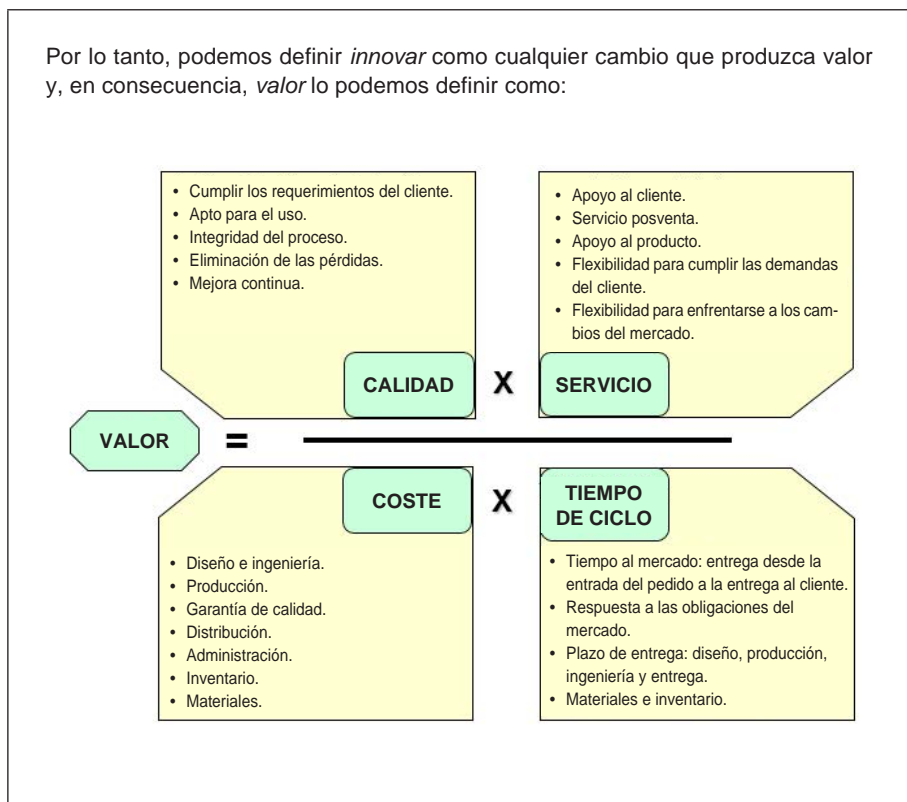 Por lo tanto, podemos definir innovar como cualquier cambio que produzca valor
y, en consecuencia, valor lo podemos definir como:
• Cumplir los requerimientos del cliente.
• Apto para el uso.
• Integridad del proceso.
• Eliminación de las pérdidas.
• Mejora continua.
• Apoyo al cliente.
• Servicio posventa.
• Apoyo al producto.
• Flexibilidad para cumplir las demandas
del cliente.
• Flexibilidad para enfrentarse a los cam-
bios del mercado.
CALIDAD X SERVICIO
VALOR =
COSTE X TIEMPO
DE CICLO
• Diseño e ingeniería.
• Producción.
• Garantía de calidad.
• Distribución.
• Administración.
• Inventario.
• Materiales.
• Tiempo al mercado: entrega desde la
entrada del pedido a la entrega al cliente.
• Respuesta a las obligaciones del
mercado.
• Plazo de entrega: diseño, producción,
ingeniería y entrega.
• Materiales e inventario.